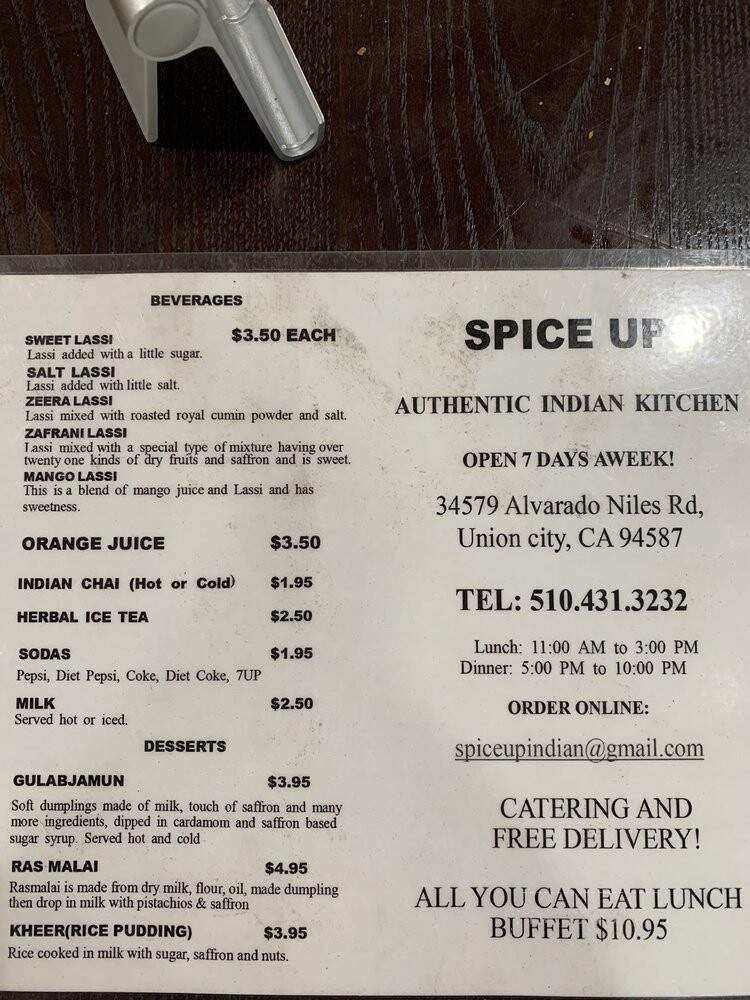 BEVERAGES
SWEET LASSI $3.50 EACH
Lassi added with a little sugar.
SALT LASSI
Lassi added with little salt.
ZEERA LASSI
Lassi mixed with roasted royal cumin powder and salt.
ZAFRANI LASSI
Lassi mixed with a special type of mixture having over
twenty one kinds of dry fruits and saffron and is sweet.
MANGO LASSI
This is a blend of mango juice and Lassi and has
sweetness.
ORANGE JUICE $3.50
INDIAN CHAI (Hot or Cold) $1.95
HERBAL ICE TEA $2.50
SODAS $1.95
Pepsi, Diet Pepsi, Coke, Diet Coke, 7UP
MILK $2.50
Served hot or iced.
DESSERTS
GULABJAMUN $3.95
Soft dumplings made of milk, touch of saffron and many
more ingredients, dipped in cardamom and saffron based
sugar syrup. Served hot and cold
RAS MALAI $4.95
Rasmalai is made from dry milk, flour, oil, made dumpling
then drop in milk with pistachios & saffron
KHEER(RICE PUDDING) $3.95
Rice cooked in milk with sugar, saffron and nuts.
SPICE UP
AUTHENTIC INDIAN KITCHEN
OPEN 7 DAYS AWEEK!
34579 Alvarado Niles Rd,
Union city, CA 94587
TEL: 510.431.3232
Lunch: 11:00 AM to 3:00 PM
Dinner: 5:00 PM to 10:00 PM
ORDER ONLINE:
spiceupindian@gmail.com
CATERING AND
FREE DELIVERY!
ALL YOU CAN EAT LUNCH
BUFFET $10.95